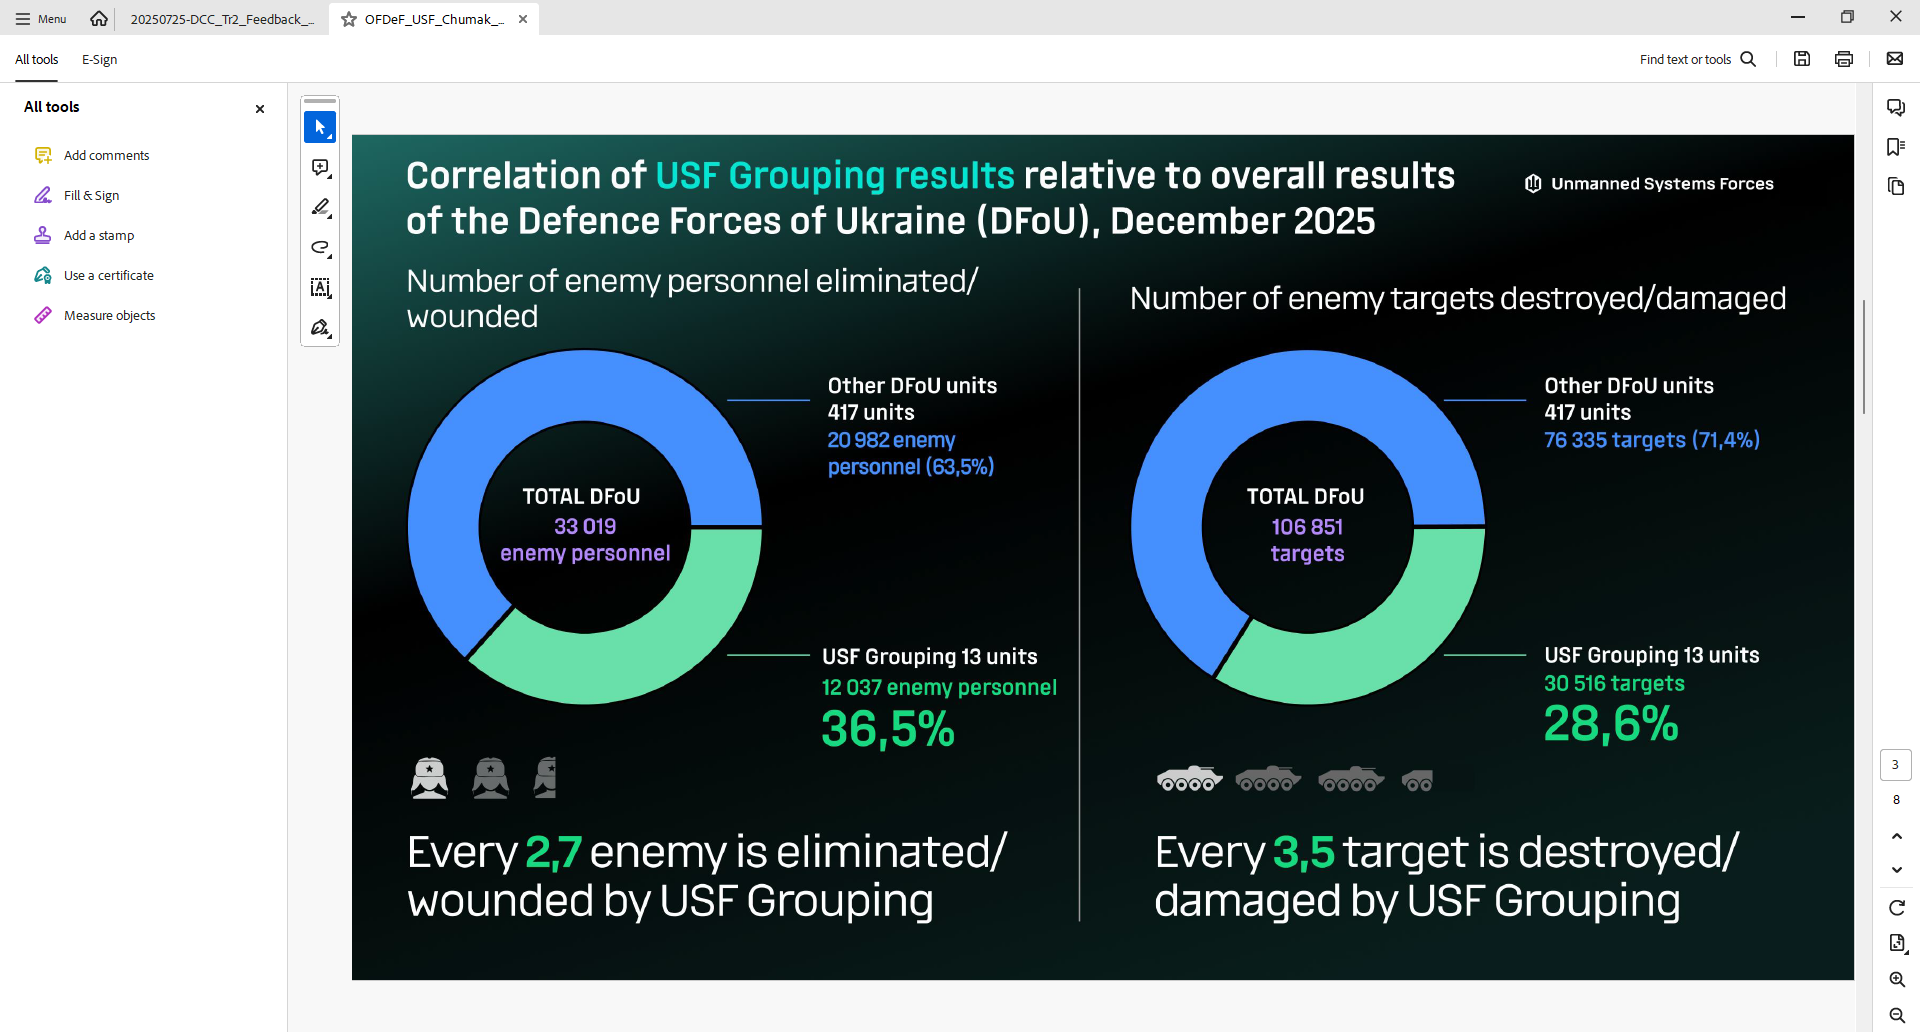 Menu
20250725-DCC_Tr2_Feedback_...
OFDeF_USF_Chumak_...
All tools
E-Sign
Find text or tools
All tools
Add comments
Fill & Sign
Add a stamp
Use a certificate
Measure objects
Correlation of USF Grouping results relative to overall results
of the Defence Forces of Ukraine (DFoU), December 2025
Unmanned Systems Forces
Number of enemy personnel eliminated/
wounded
Other DFoU units
417 units
20 982 enemy
personnel (63,5%)
TOTAL DFoU
33 019
enemy personnel
USF Grouping 13 units
12 037 enemy personnel
36,5%
Every 2,7 enemy is eliminated/
wounded by USF Grouping
Number of enemy targets destroyed/damaged
Other DFoU units
417 units
76 335 targets (71,4%)
TOTAL DFoU
106 851
targets
USF Grouping 13 units
30 516 targets
28,6%
Every 3,5 target is destroyed/
damaged by USF Grouping
3
8